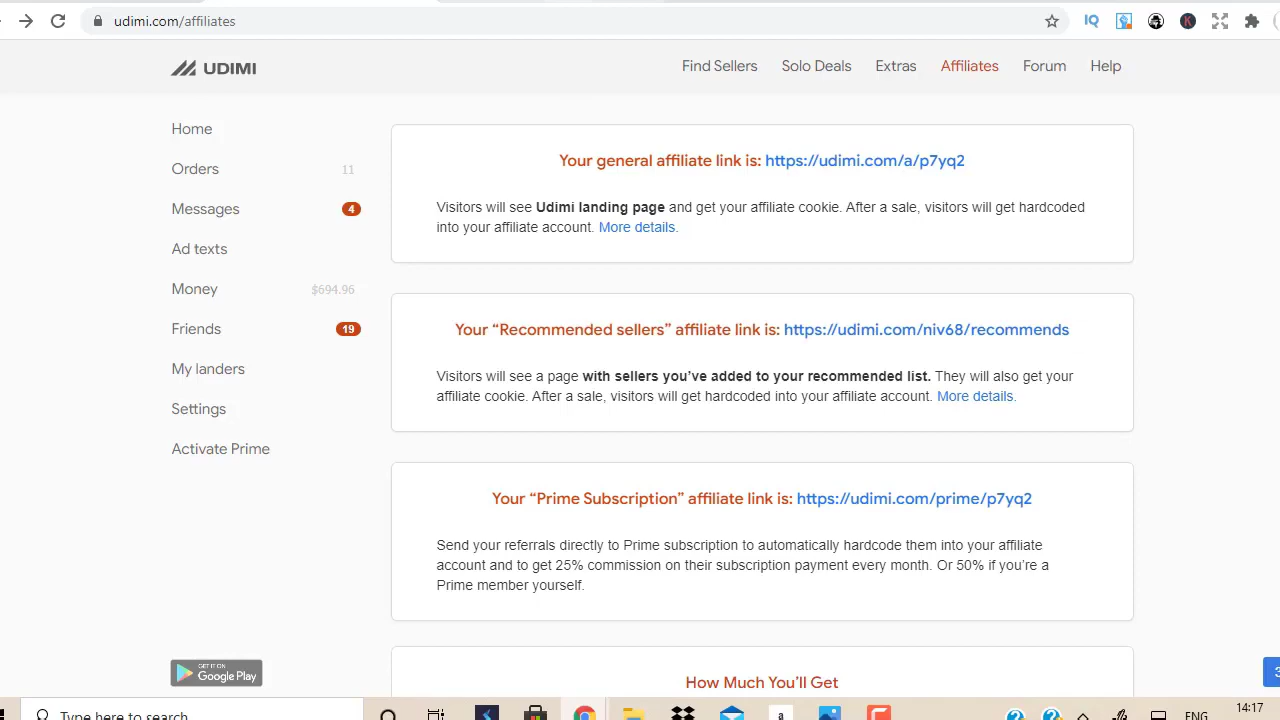 udimi.com/affiliates
IQ
K
UDIMI
Find Sellers Solo Deals Extras Affiliates Forum Help
Home
Orders 11
Messages 4
Ad texts
Money $694.96
Friends 19
My landers
Settings
Activate Prime
Your general affiliate link is: https://udimi.com/a/p7yq2
Visitors will see Udimi landing page and get your affiliate cookie. After a sale, visitors will get hardcoded
into your affiliate account. More details.
Your “Recommended sellers” affiliate link is: https://udimi.com/niv68/recommends
Visitors will see a page with sellers you’ve added to your recommended list. They will also get your
affiliate cookie. After a sale, visitors will get hardcoded into your affiliate account. More details.
Your “Prime Subscription” affiliate link is: https://udimi.com/prime/p7yq2
Send your referrals directly to Prime subscription to automatically hardcode them into your affiliate
account and to get 25% commission on their subscription payment every month. Or 50% if you’re a
Prime member yourself.
How Much You’ll Get
GET IT ON
Google Play
Type here to search
a
ENG
14:17